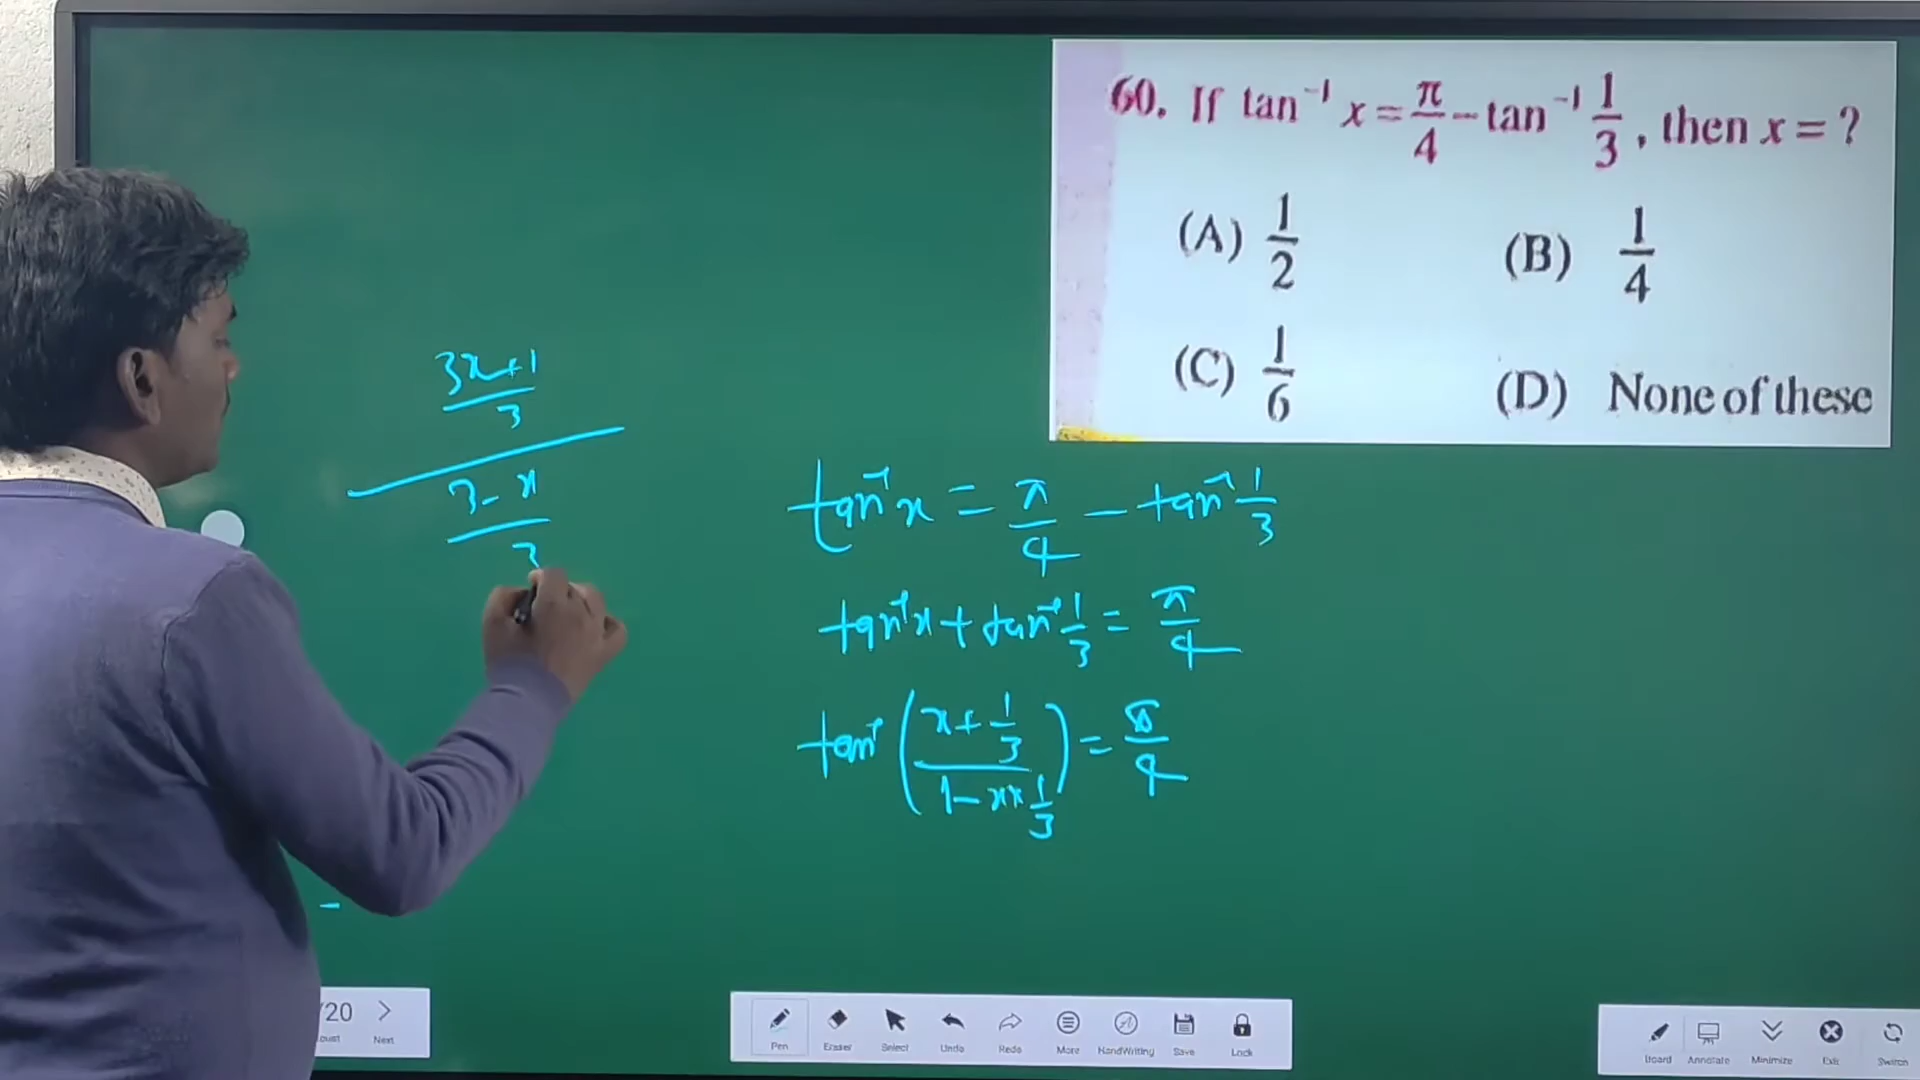 60. If tan⁻¹ x = π/4 − tan⁻¹ 1/3, then x = ?
(A) 1/2 (B) 1/4
(C) 1/6 (D) None of these
3x+1/3
3-x/3
tan⁻¹x = π/4 − tan⁻¹ 1/3
tan⁻¹x + tan⁻¹ 1/3 = π/4
tan⁻¹ (x + 1/3 / 1 − x × 1/3) = π/4
/20 >
Next
Pen Eraser Select Undo Redo More HandWriting Save Lock
Board Annotate Minimize Exit Switch